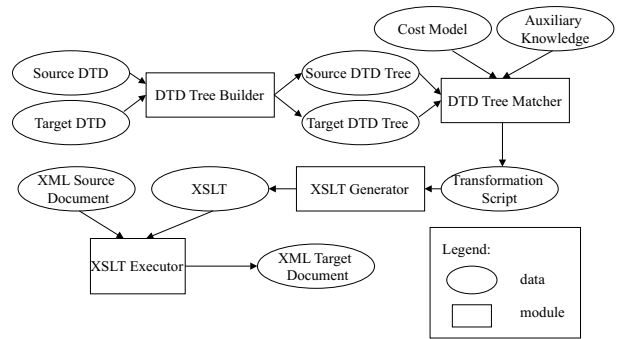 Cost Model
Auxiliary
Knowledge
Source DTD
DTD Tree Builder
Source DTD Tree
DTD Tree Matcher
Target DTD
Target DTD Tree
XML Source
Document
XSLT
XSLT Generator
Transformation
Script
XSLT Executor
XML Target
Document
Legend:
data
module